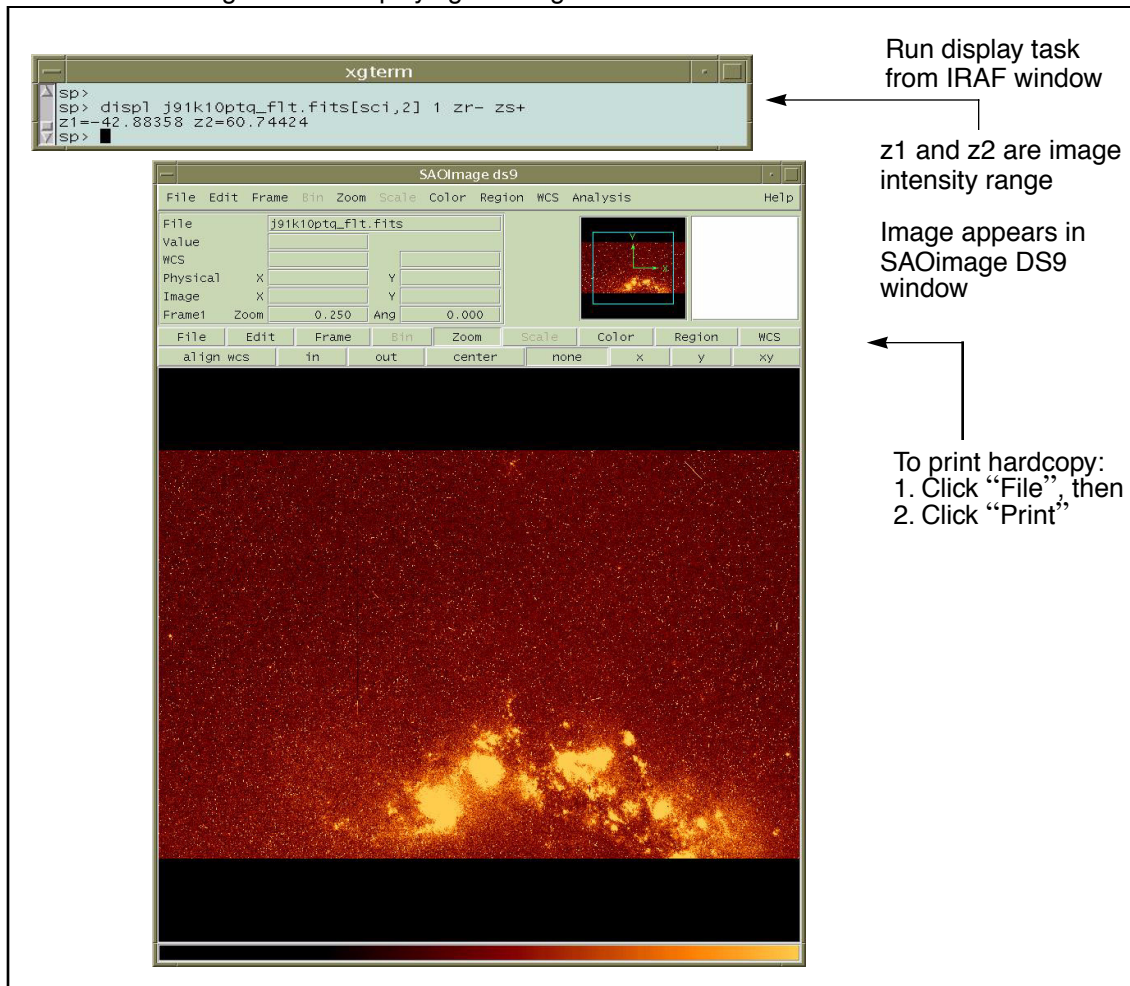 xgterm
sp>
sp> displ j91k10ptq_flt.fits[sci,2] 1 zr- zs+
z1=-42.88358 z2=60.74424
sp>
Run display task
from IRAF window
z1 and z2 are image
intensity range
Image appears in
SAOimage DS9
window
To print hardcopy:
1. Click “File”, then
2. Click “Print”
SAOImage ds9
File Edit Frame Bin Zoom Scale Color Region WCS Analysis Help
File j91k10ptq_flt.fits
Value
WCS
Physical X Y
Image X Y
Frame1 Zoom 0.250 Ang 0.000
Y
X
File Edit Frame Bin Zoom Scale Color Region WCS
align wcs in out center none x y xy